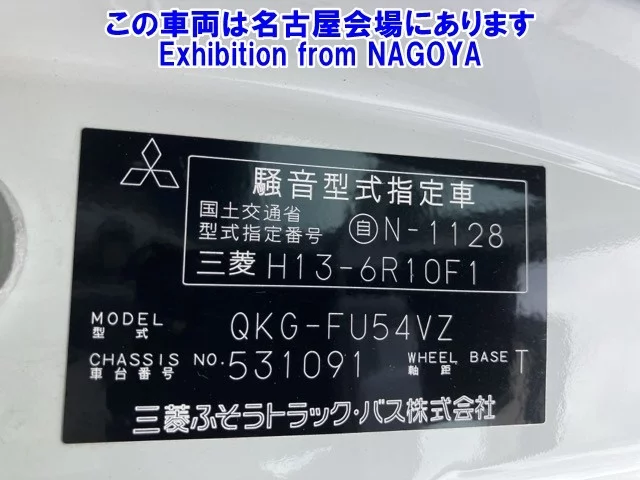 この車両は名古屋会場にあります
Exhibition from NAGOYA
騒音型式指定車
国土交通省
型式指定番号 自N-1128
三菱 H13-6R10F1
MODEL
型式 QKG-FU54VZ
CHASSIS NO. 531091 WHEEL BASE T
車台番号 軸距
三菱ふそうトラック・バス株式会社